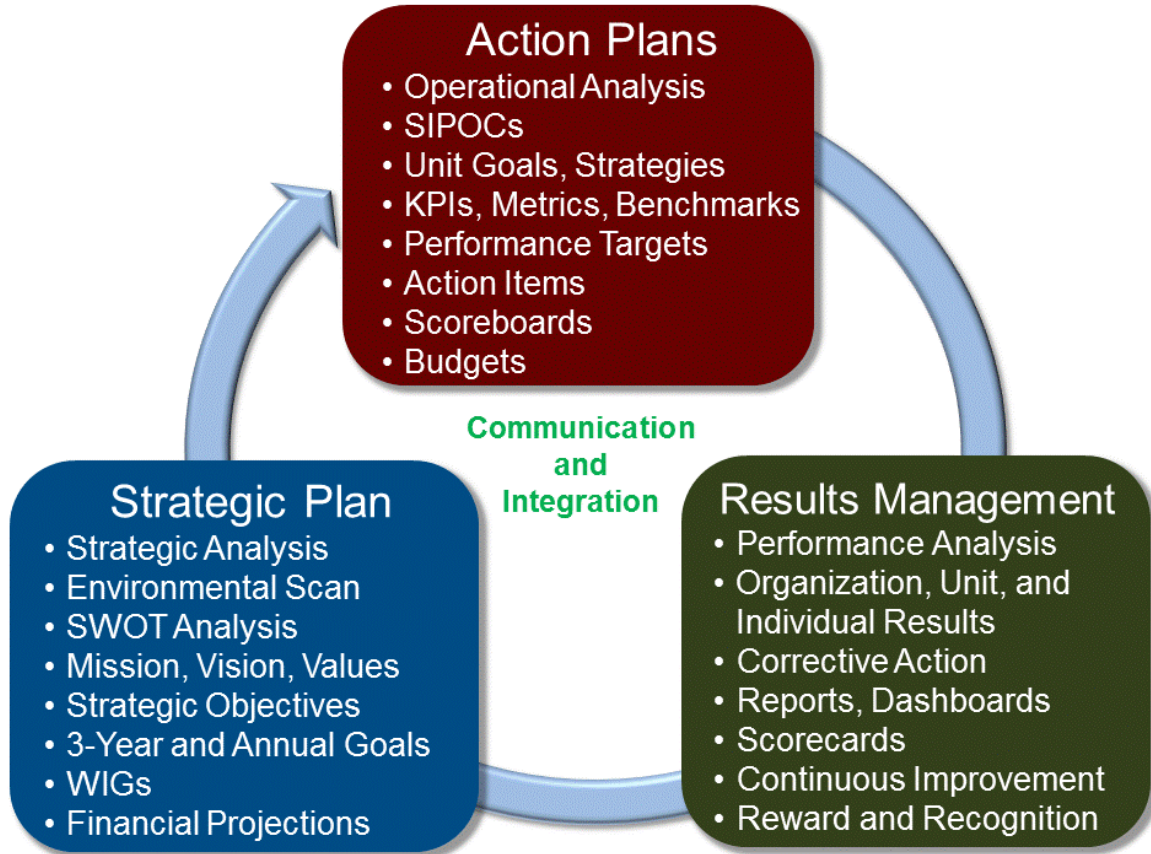 Action Plans
• Operational Analysis
• SIPOCs
• Unit Goals, Strategies
• KPIs, Metrics, Benchmarks
• Performance Targets
• Action Items
• Scoreboards
• Budgets
Communication
and
Integration
Strategic Plan
• Strategic Analysis
• Environmental Scan
• SWOT Analysis
• Mission, Vision, Values
• Strategic Objectives
• 3-Year and Annual Goals
• WIGs
• Financial Projections
Results Management
• Performance Analysis
• Organization, Unit, and
Individual Results
• Corrective Action
• Reports, Dashboards
• Scorecards
• Continuous Improvement
• Reward and Recognition